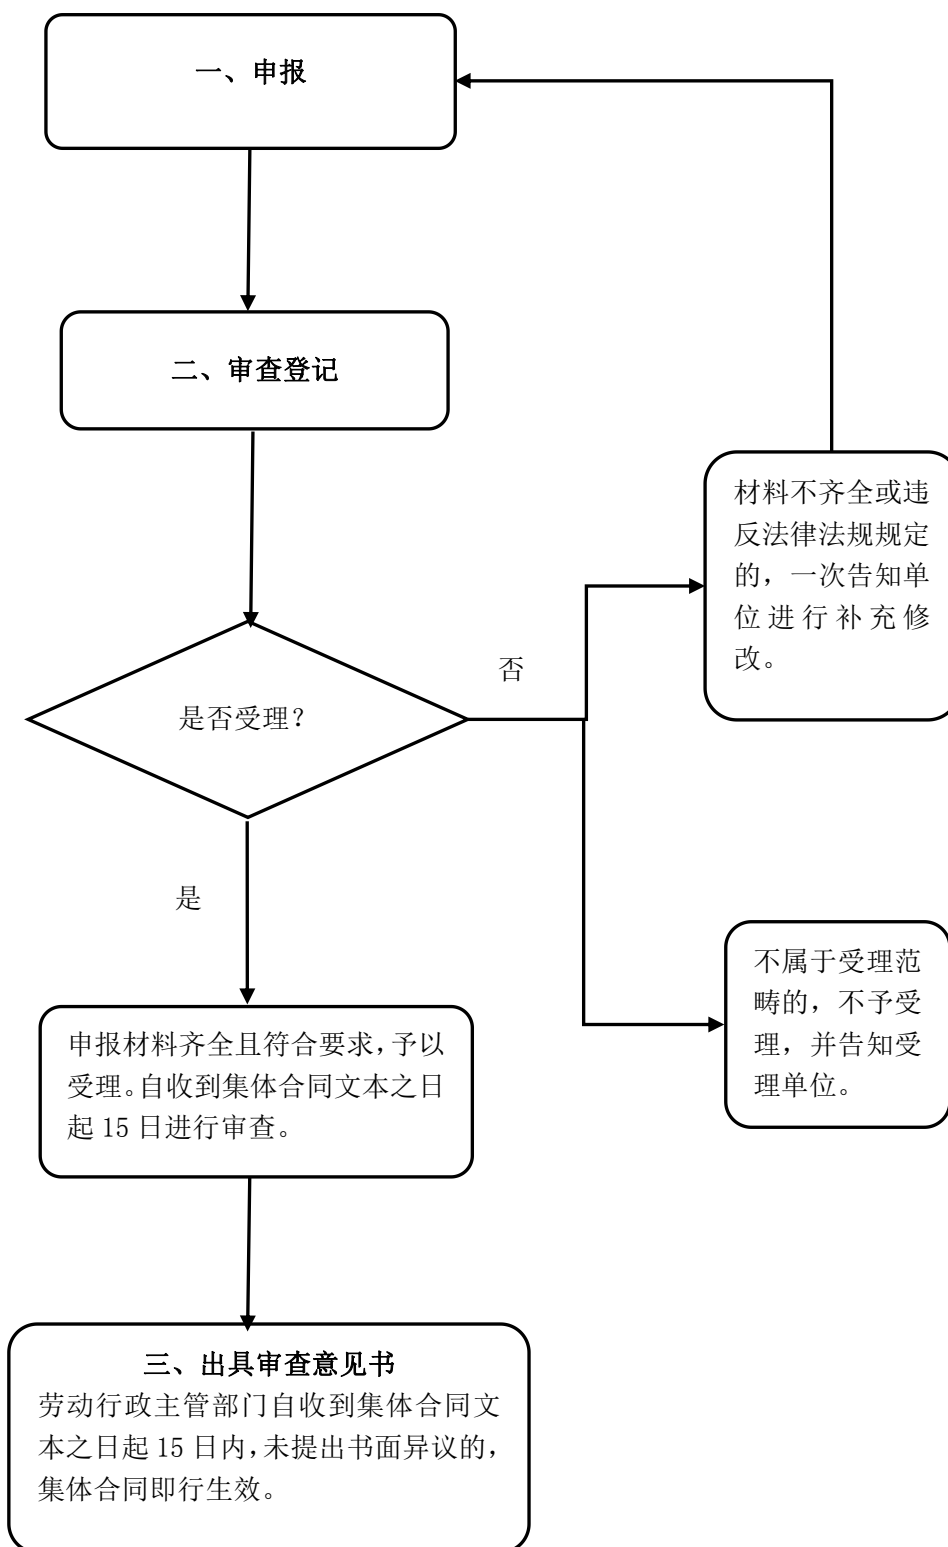 一、申报
二、审查登记
材料不齐全或违
反法律法规规定
的，一次告知单
位进行补充修
改。
否
是否受理？
是
不属于受理范
畴的，不予受
理，并告知受
理单位。
申报材料齐全且符合要求，予以
受理。自收到集体合同文本之日
起 15 日进行审查。
三、出具审查意见书
劳动行政主管部门自收到集体合同文
本之日起 15 日内，未提出书面异议的，
集体合同即行生效。